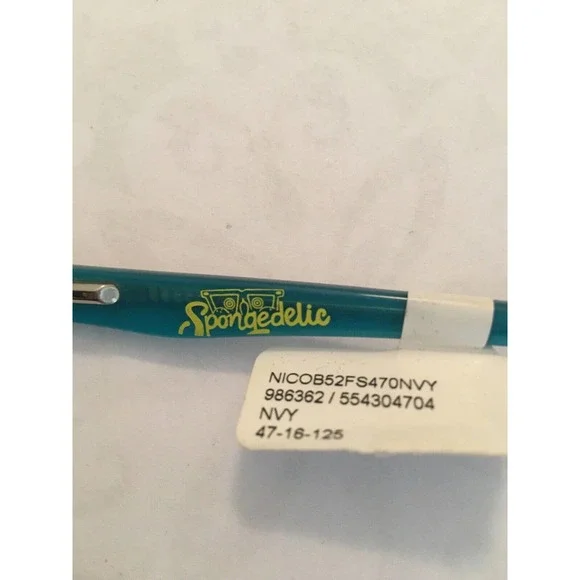 Spongedelic
NICOB52FS470NVY
986362 / 554304704
NVY
47-16-125